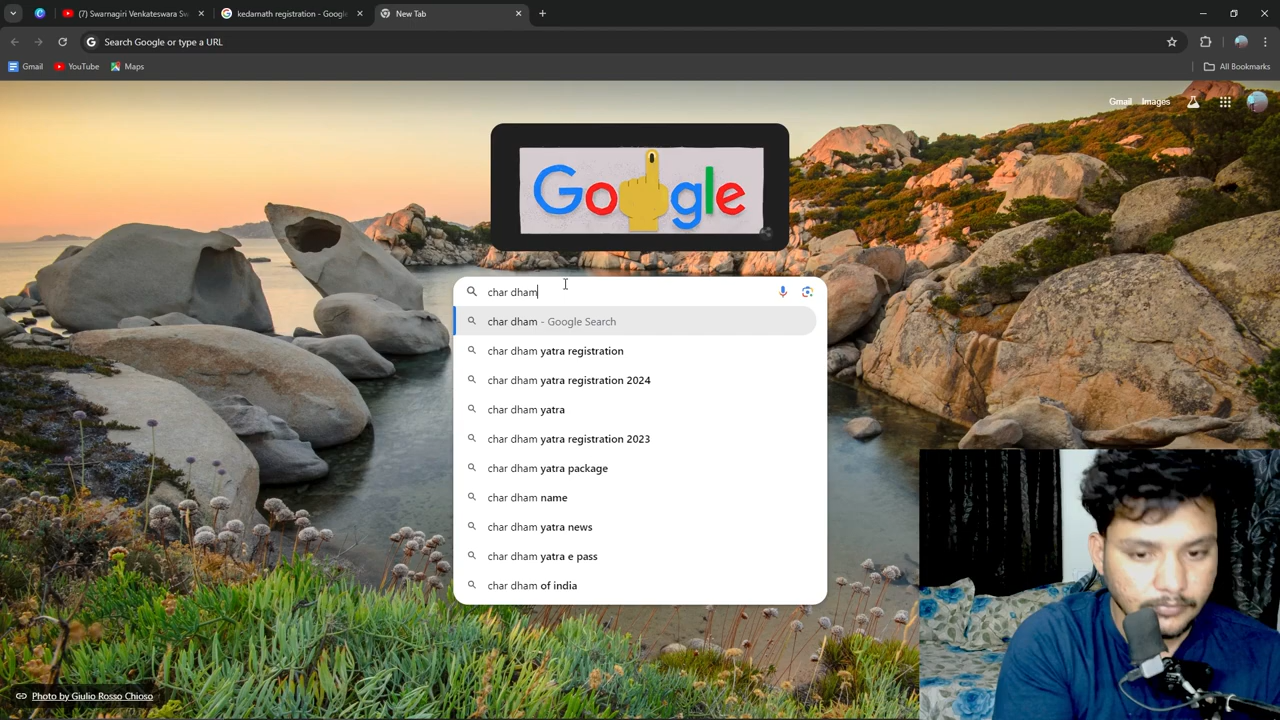 (7) Swarnagiri Venkateswara Sw
kedarnath registration - Google
New Tab
Search Google or type a URL
Gmail
YouTube
Maps
All Bookmarks
Gmail
Images
Google
char dham
char dham - Google Search
char dham yatra registration
char dham yatra registration 2024
char dham yatra
char dham yatra registration 2023
char dham yatra package
char dham name
char dham yatra news
char dham yatra e pass
char dham of india
Photo by Giulio Rosso Chioso